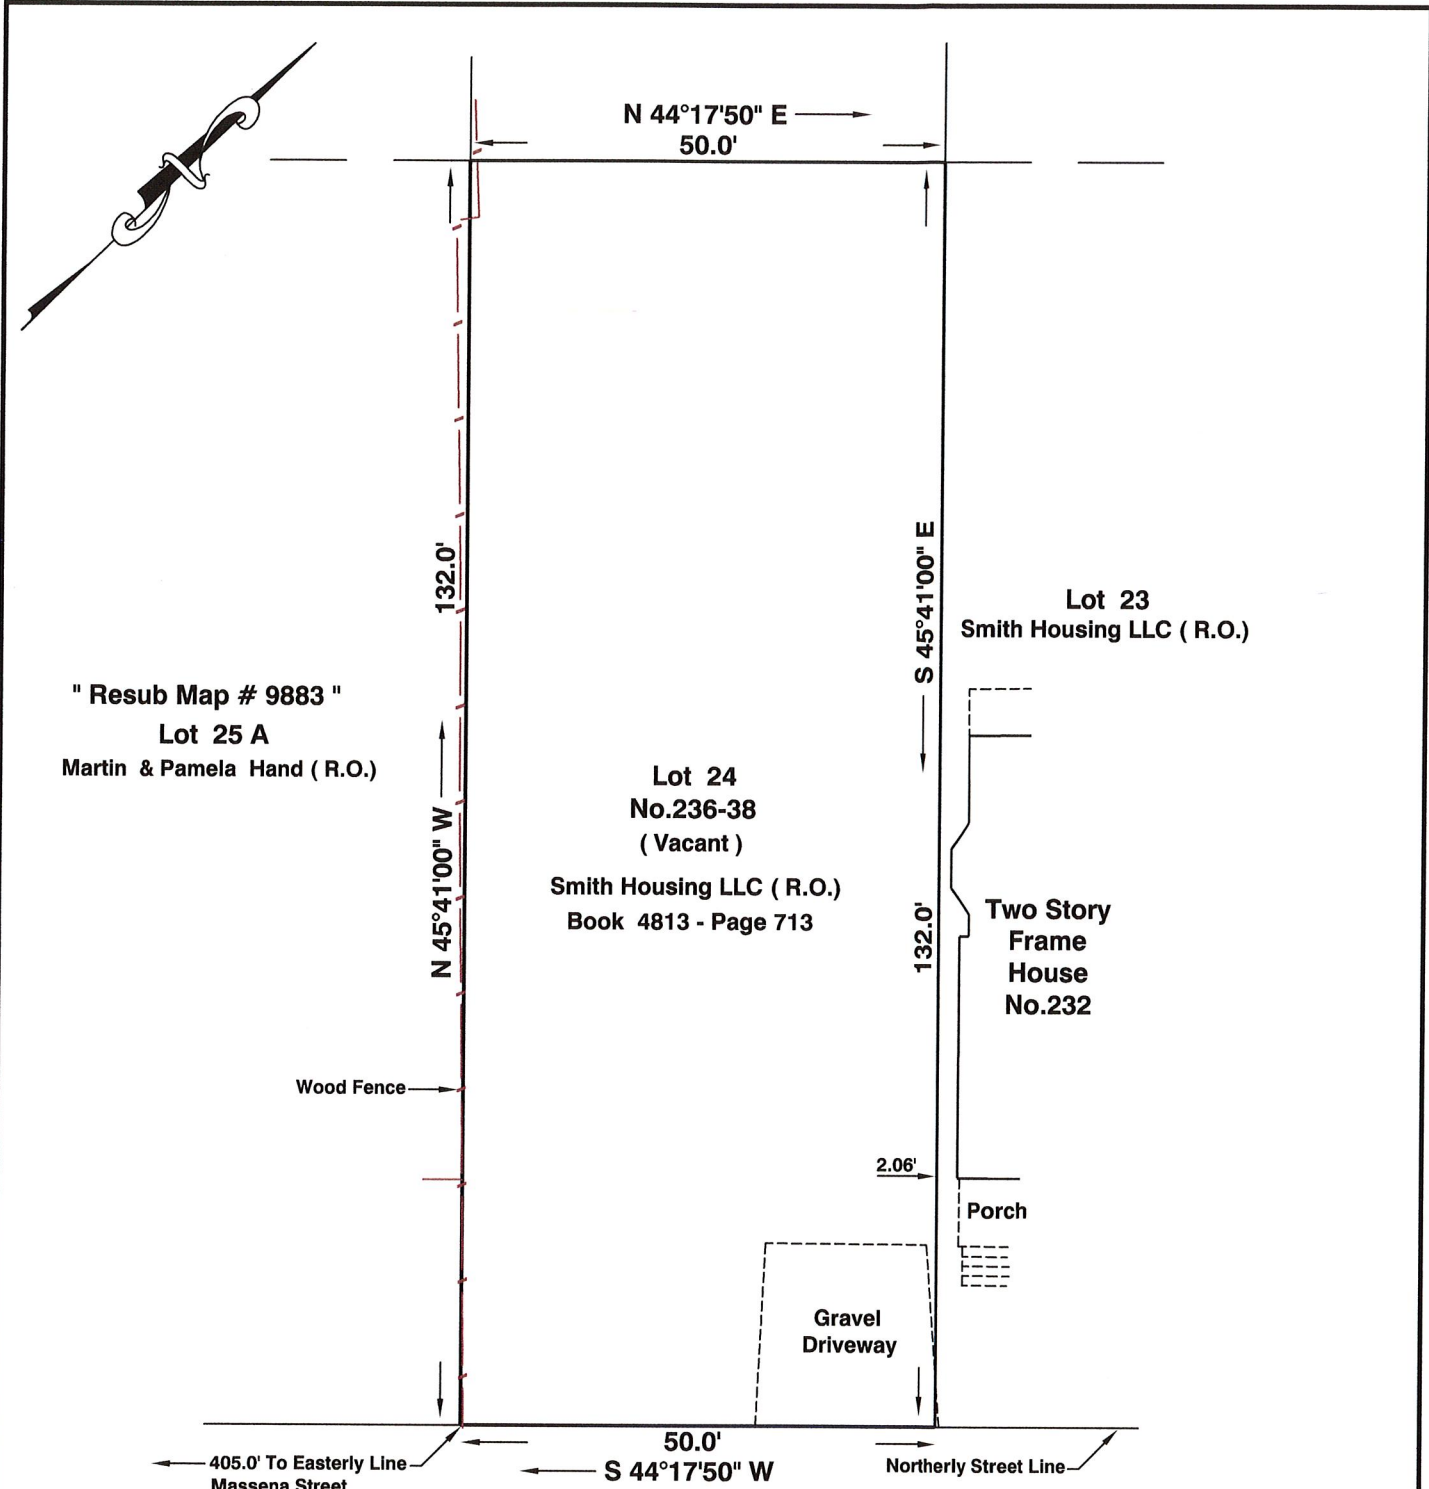 N 44°17'50" E
50.0'
132.0'
N 45°41'00" W
S 45°41'00" E
132.0'
Lot 23
Smith Housing LLC ( R.O.)
" Resub Map # 9883 "
Lot 25 A
Martin & Pamela Hand ( R.O.)
Lot 24
No.236-38
( Vacant )
Smith Housing LLC ( R.O.)
Book 4813 - Page 713
Two Story
Frame
House
No.232
Wood Fence
2.06'
Porch
Gravel
Driveway
405.0' To Easterly Line
Massena Street
50.0'
S 44°17'50" W
Northerly Street Line